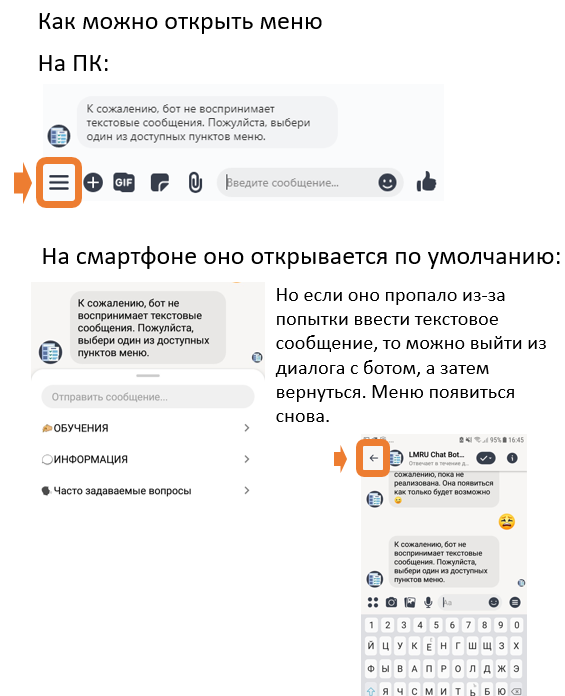 Как можно открыть меню
На ПК:
К сожалению, бот не воспринимает
текстовые сообщения. Пожуйлста, выбери
один из доступных пунктов меню.
GIF
Введите сообщение...
На смартфоне оно открывается по умолчанию:
К сожалению, бот не
воспринимает текстовые
сообщения. Пожуйлста,
выбери один из доступных
пунктов меню.
Отправить сообщение...
ОБУЧЕНИЯ
ИНФОРМАЦИЯ
Часто задаваемые вопросы
Но если оно пропало из-за
попытки ввести текстовое
сообщение, то можно выйти из
диалога с ботом, а затем
вернуться. Меню появиться
снова.
95% 16:45
LMRU Chat Bot...
Отвечает в течение д...
сожалению, пока не
реализована. Она появиться
как только будет возможно
К сожалению, бот не
воспринимает текстовые
сообщения. Пожуйлста,
выбери один из доступных
пунктов меню.
Aa
1 2 3 4 5 6 7 8 9 0
Й Ц У К Е Н Г Ш Щ З Х
Ф Ы В А П Р О Л Д Ж Э
Я Ч С М И Т Ь Б Ю